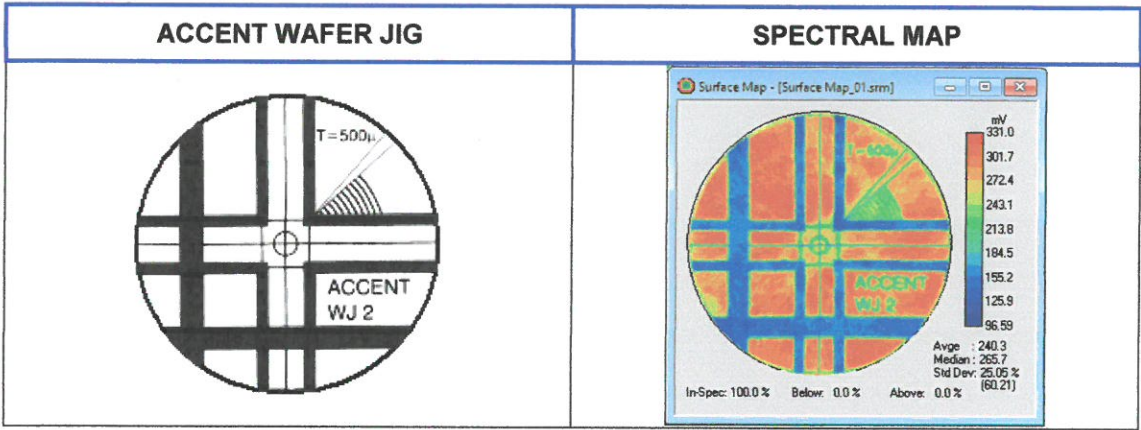 ACCENT WAFER JIG
SPECTRAL MAP
T=500µ
ACCENT
WJ 2
Surface Map - [Surface Map_01.srm]
T=500µ
ACCENT
WJ 2
mV
331.0
301.7
272.4
243.1
213.8
184.5
155.2
125.9
96.59
Avge : 240.3
Median : 265.7
Std Dev: 25.05 %
(60.21)
In-Spec: 100.0 % Below: 0.0 % Above: 0.0 %